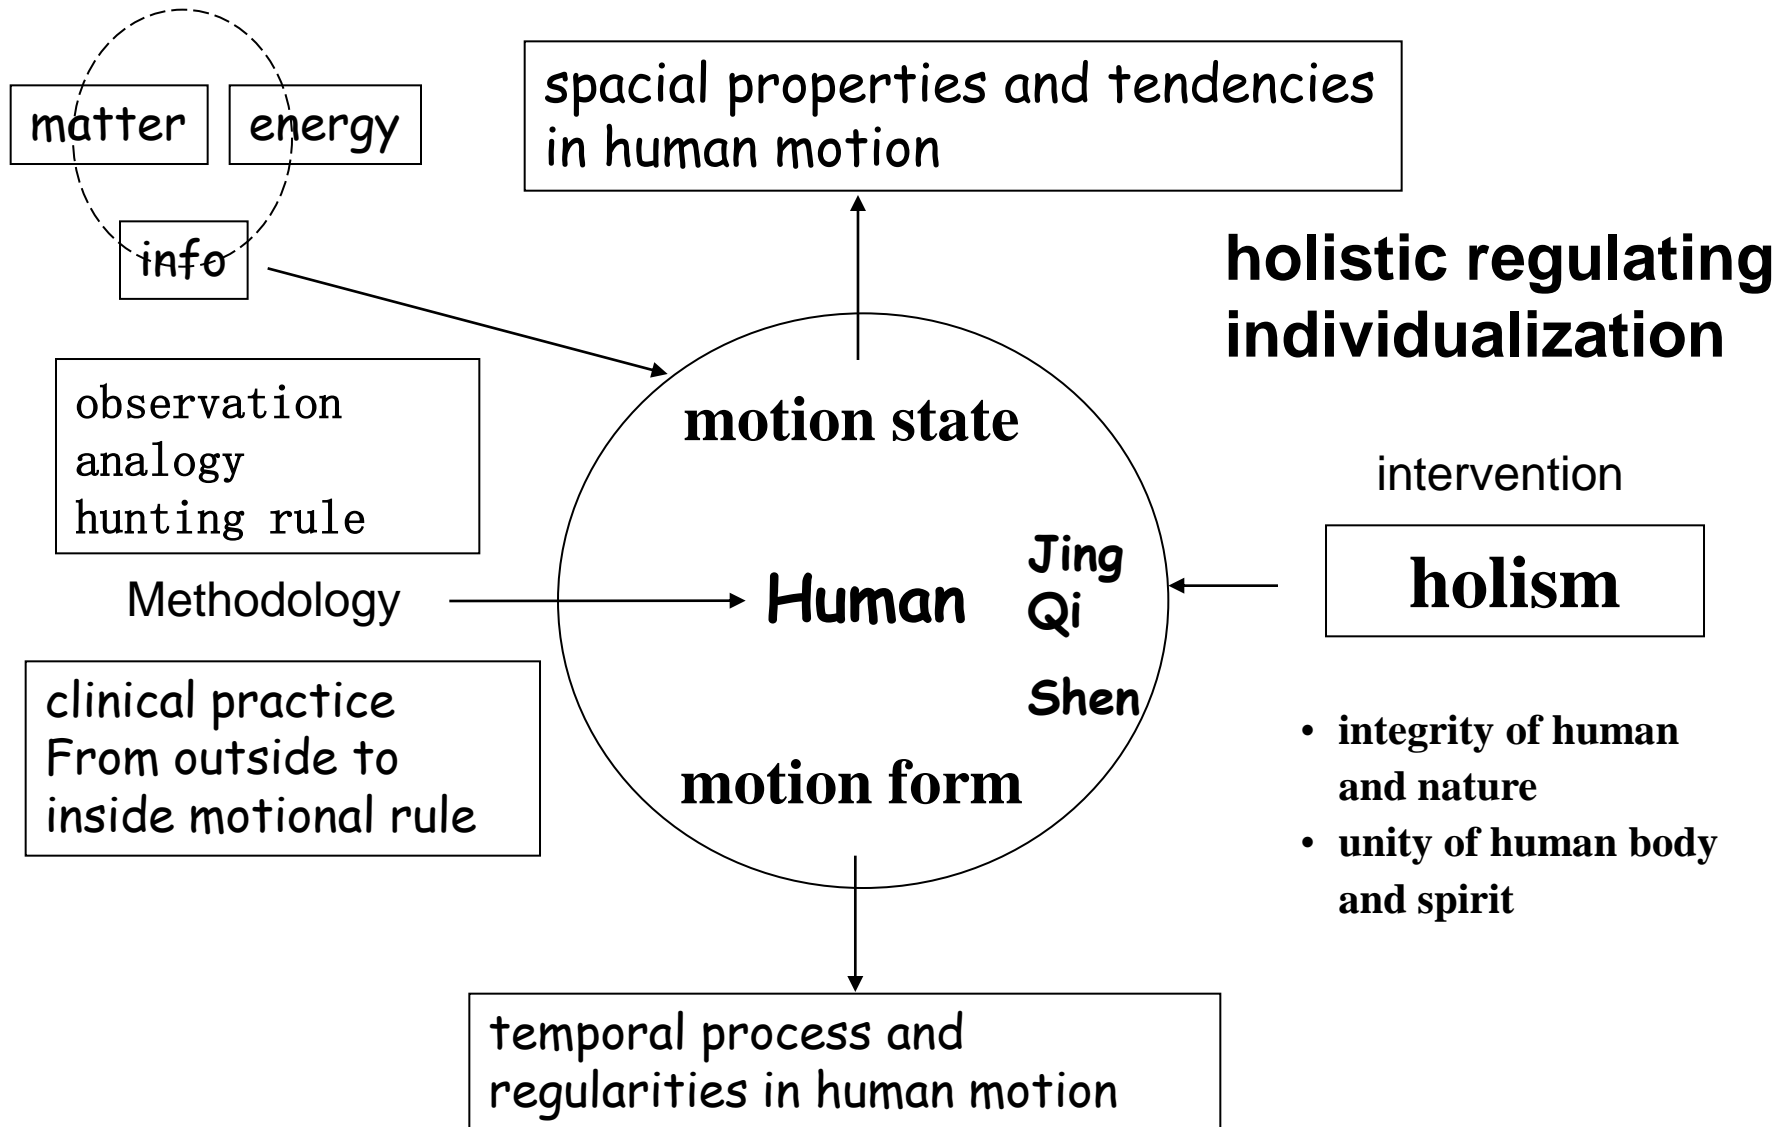 matter
energy
info
spacial properties and tendencies
in human motion
holistic regulating
individualization
observation
analogy
hunting rule
Methodology
clinical practice
From outside to
inside motional rule
motion state
Human
Jing
Qi
Shen
motion form
intervention
holism
• integrity of human
and nature
• unity of human body
and spirit
temporal process and
regularities in human motion